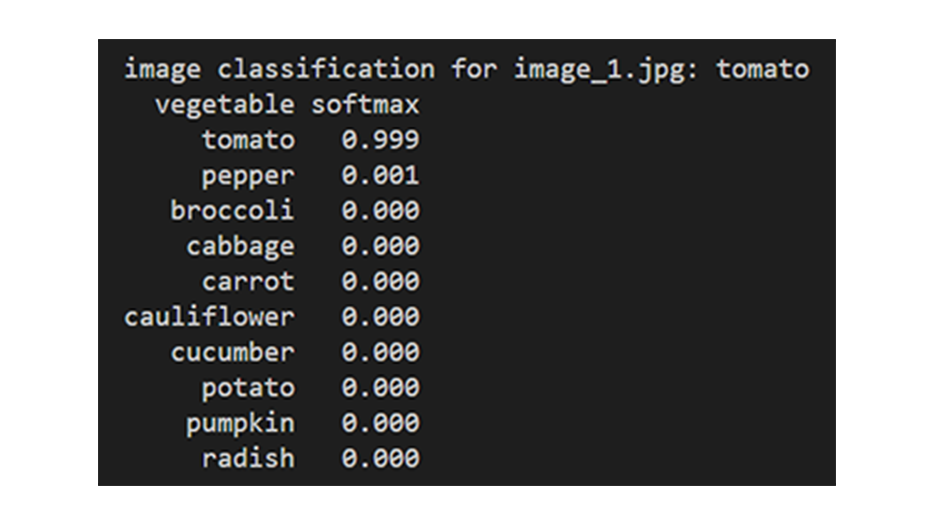 image classification for image_1.jpg: tomato
vegetable softmax
tomato 0.999
pepper 0.001
broccoli 0.000
cabbage 0.000
carrot 0.000
cauliflower 0.000
cucumber 0.000
potato 0.000
pumpkin 0.000
radish 0.000